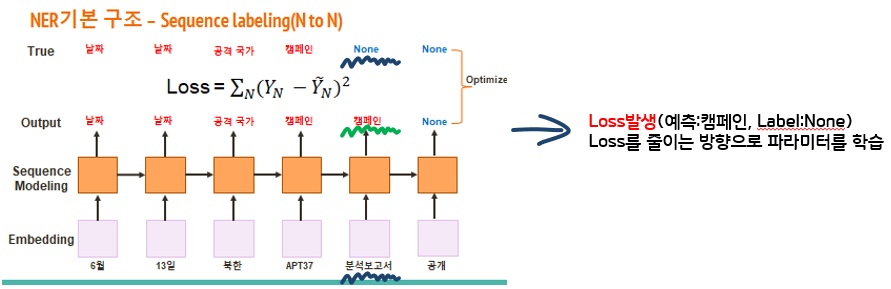 NER기본 구조 – Sequence labeling(N to N)
True 날짜 날짜 공격 국가 캠페인 None None
Loss = ∑_N(Y_N − Ỹ_N)²
Optimize
Output 날짜 날짜 공격 국가 캠페인 캠페인 None
Loss발생(예측:캠페인, Label:None)
Loss를 줄이는 방향으로 파라미터를 학습
Sequence
Modeling
Embedding
6월 13일 북한 APT37 분석보고서 공개